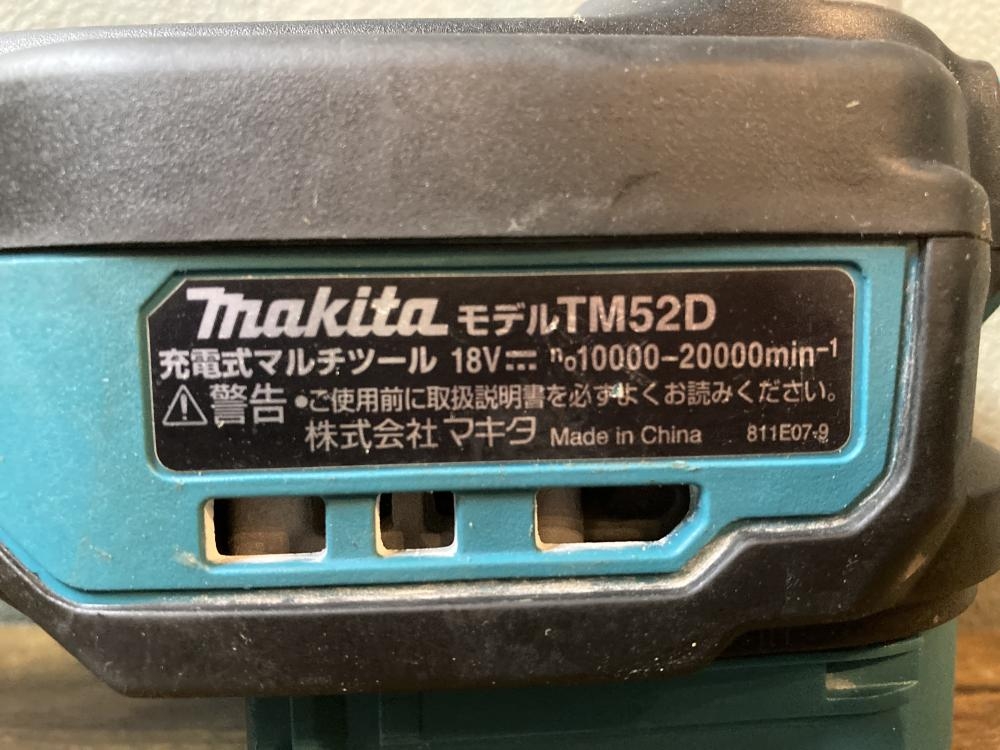 makita モデルTM52D
充電式マルチツール 18V⎓ n₀10000-20000min⁻¹
⚠警告 •ご使用前に取扱説明書を必ずよくお読みください。
株式会社 マキタ Made in China 811E07-9